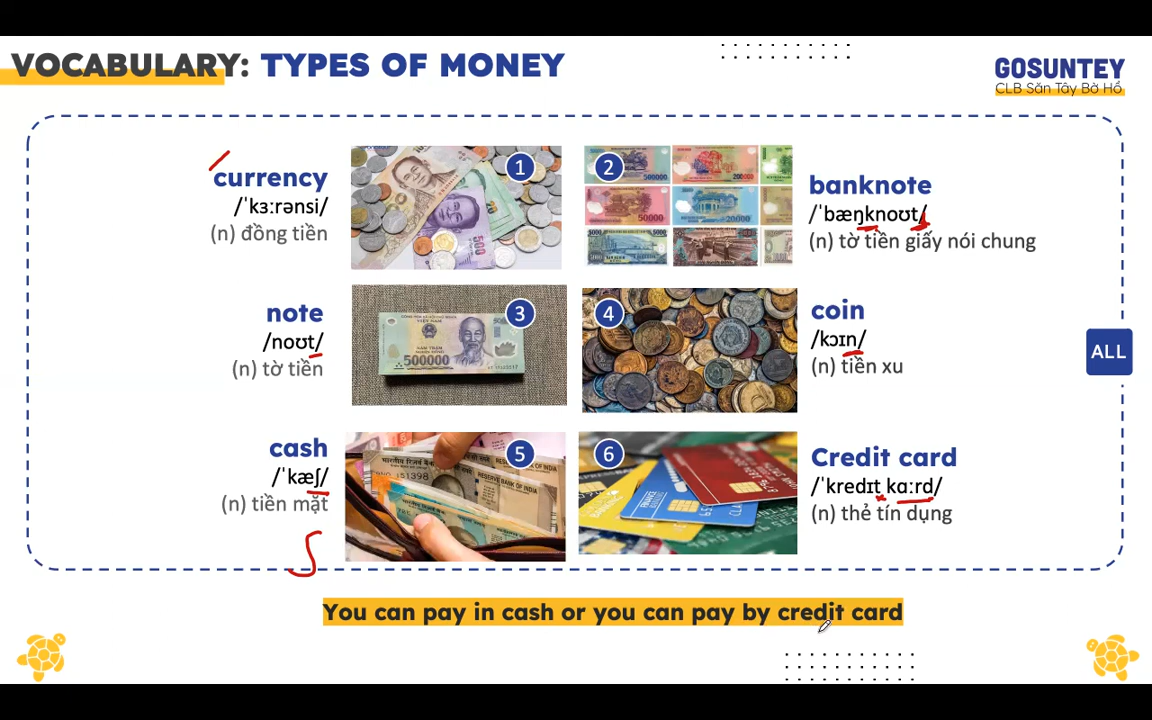 VOCABULARY: TYPES OF MONEY
GOSUNTEY
CLB Săn Tây Bờ Hồ
currency
/ˈkɜːrənsi/
(n) đồng tiền
1
2
banknote
/ˈbæŋknoʊt/
(n) tờ tiền giấy nói chung
note
/noʊt/
(n) tờ tiền
3
500000
4
coin
/kɔɪn/
(n) tiền xu
ALL
cash
/ˈkæʃ/
(n) tiền mặt
ʃ
5
6
Credit card
/ˈkredɪt kɑːrd/
(n) thẻ tín dụng
You can pay in cash or you can pay by credit card